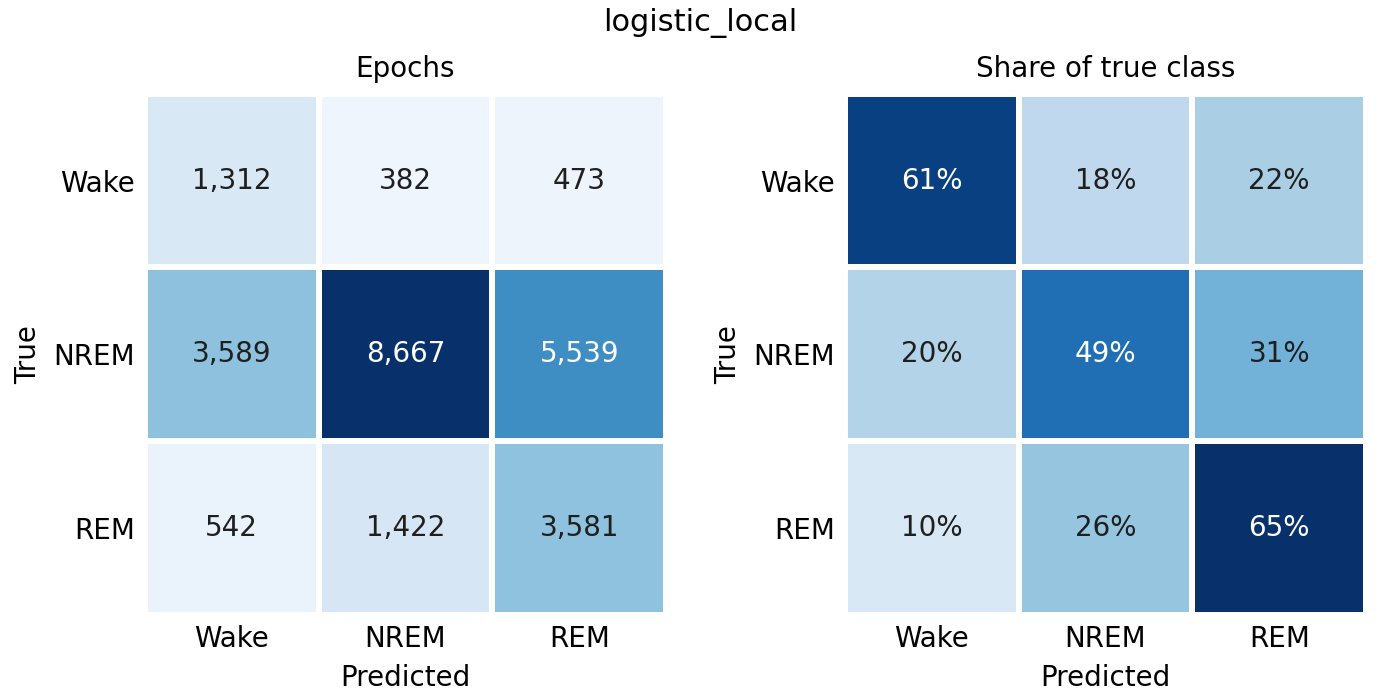 logistic_local
Epochs
Share of true class
Wake 1,312 382 473
Wake 61% 18% 22%
True
NREM 3,589 8,667 5,539
True
NREM 20% 49% 31%
REM 542 1,422 3,581
REM 10% 26% 65%
Wake NREM REM
Wake NREM REM
Predicted
Predicted